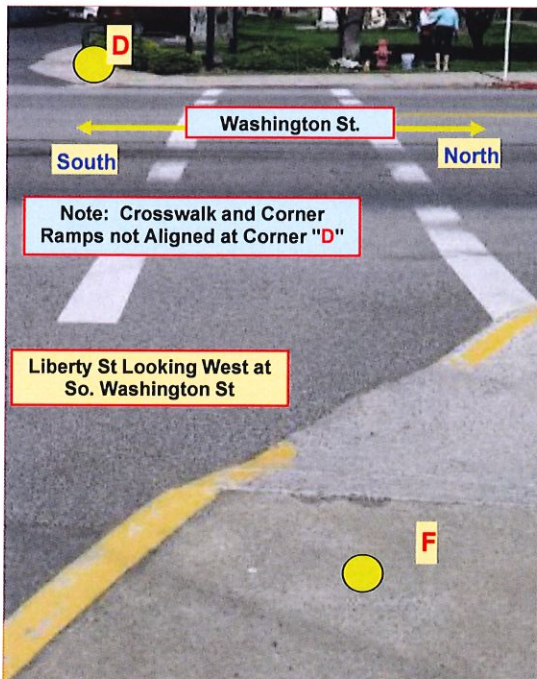 D
Washington St.
South
North
Note: Crosswalk and Corner
Ramps not Aligned at Corner "D"
Liberty St Looking West at
So. Washington St
F